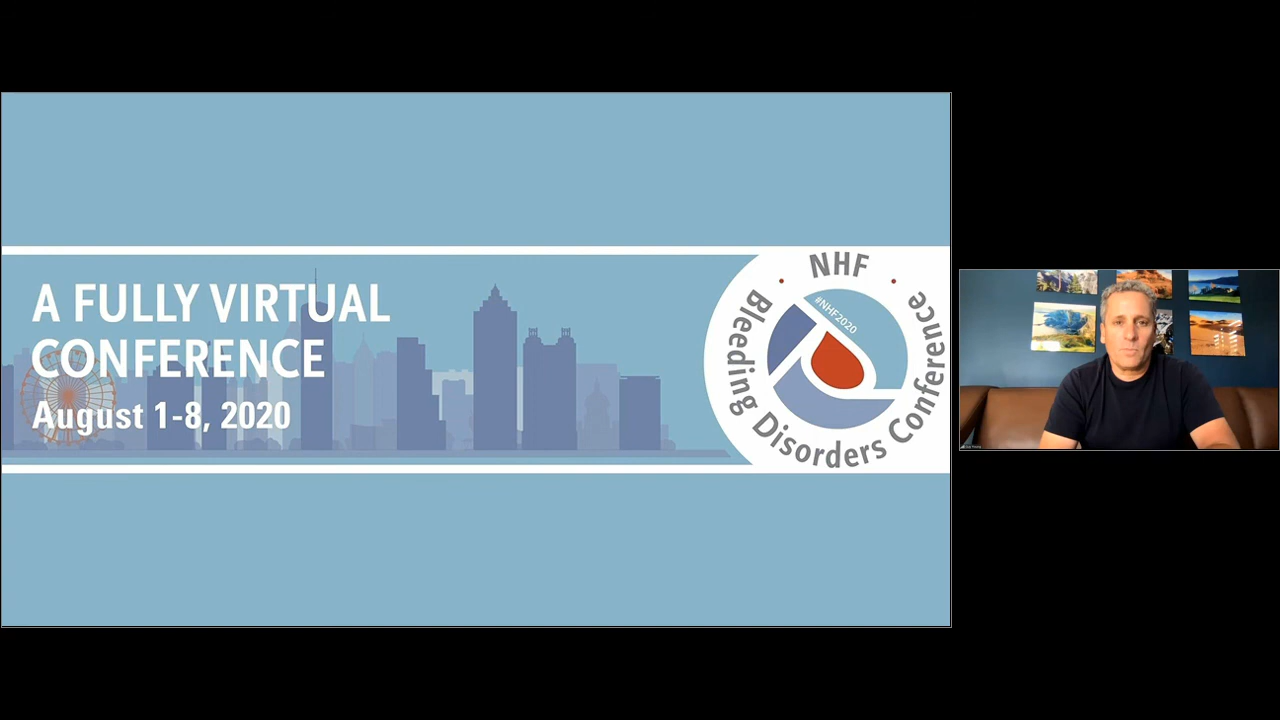 A FULLY VIRTUAL
CONFERENCE
August 1-8, 2020
NHF
Bleeding Disorders Conference
#NHF2020